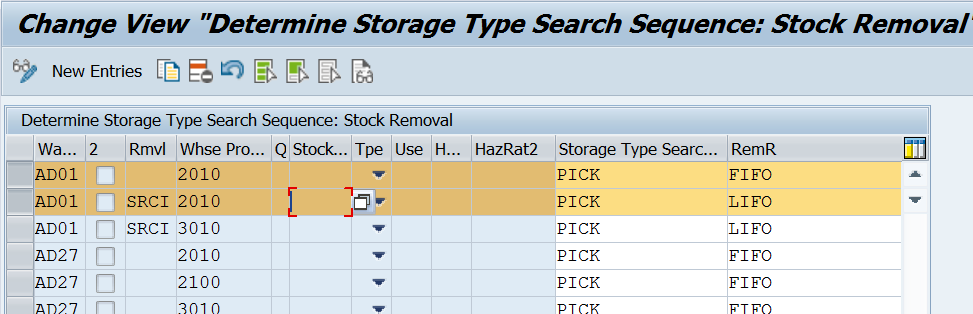 Change View "Determine Storage Type Search Sequence: Stock Removal"
New Entries
Determine Storage Type Search Sequence: Stock Removal
Wa... 2 Rmvl Whse Pro... Q Stock... Tpe Use H... HazRat2 Storage Type Searc... RemR
AD01 2010 PICK FIFO
AD01 SRCI 2010 PICK LIFO
AD01 SRCI 3010 PICK LIFO
AD27 2010 PICK FIFO
AD27 2100 PICK FIFO
AD27 3010 PICK FIFO